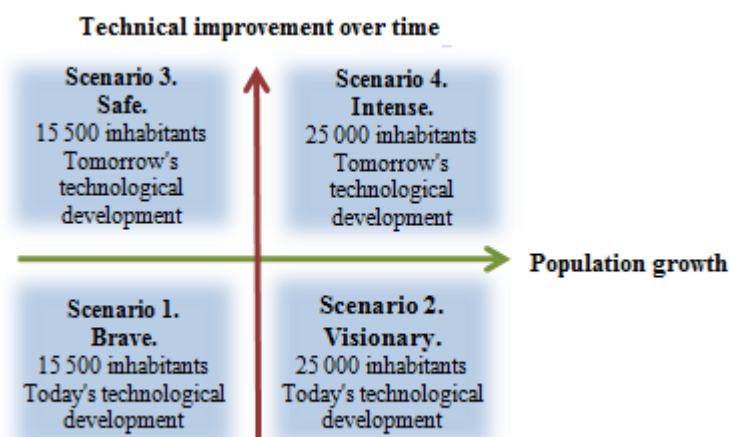 Technical improvement over time
Scenario 3.
Safe.
15 500 inhabitants
Tomorrow's
technological
development
Scenario 4.
Intense.
25 000 inhabitants
Tomorrow's
technological
development
Population growth
Scenario 1.
Brave.
15 500 inhabitants
Today's technological
development
Scenario 2.
Visionary.
25 000 inhabitants
Today's technological
development